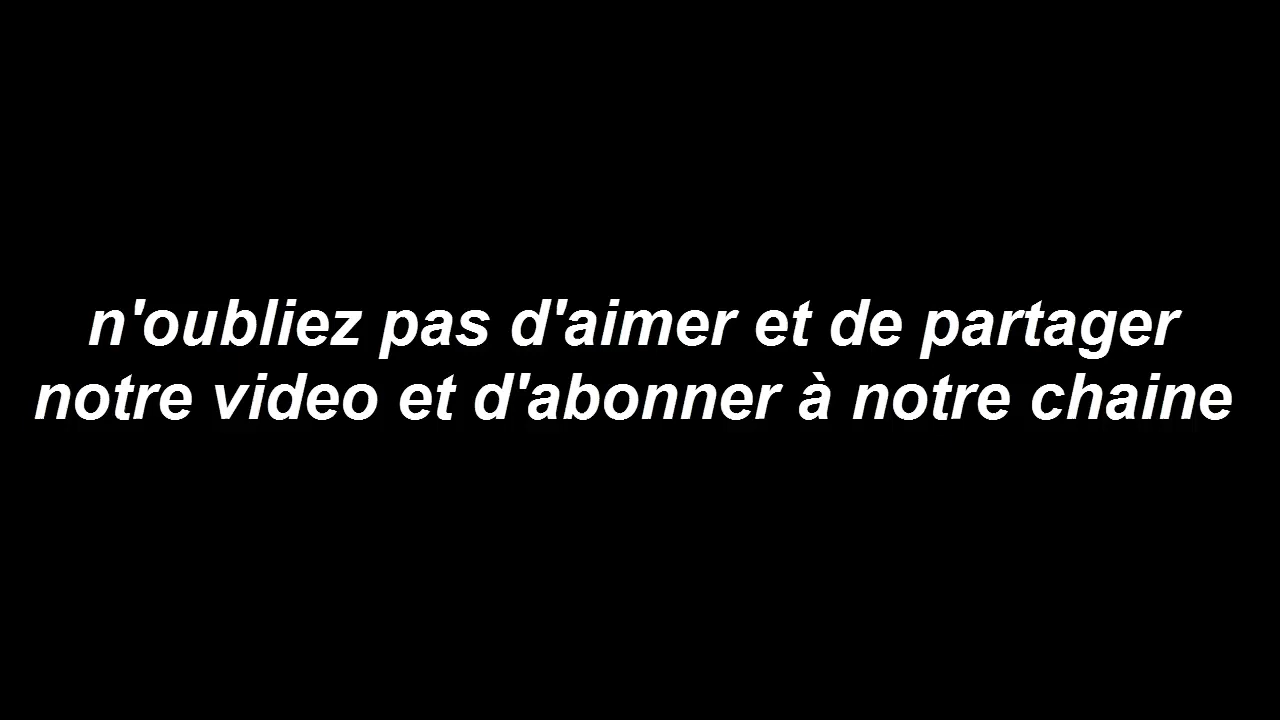 n'oubliez pas d'aimer et de partager
notre video et d'abonner à notre chaine